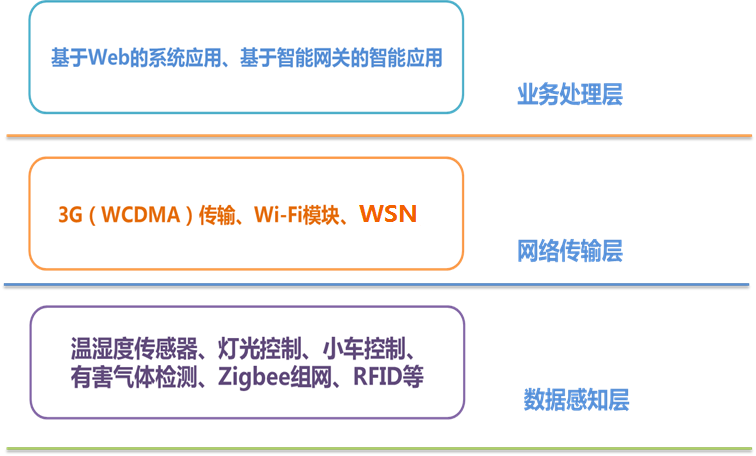 基于Web的系统应用、基于智能网关的智能应用
业务处理层
3G（WCDMA）传输、Wi-Fi模块、WSN
网络传输层
温湿度传感器、灯光控制、小车控制、
有害气体检测、Zigbee组网、RFID等
数据感知层